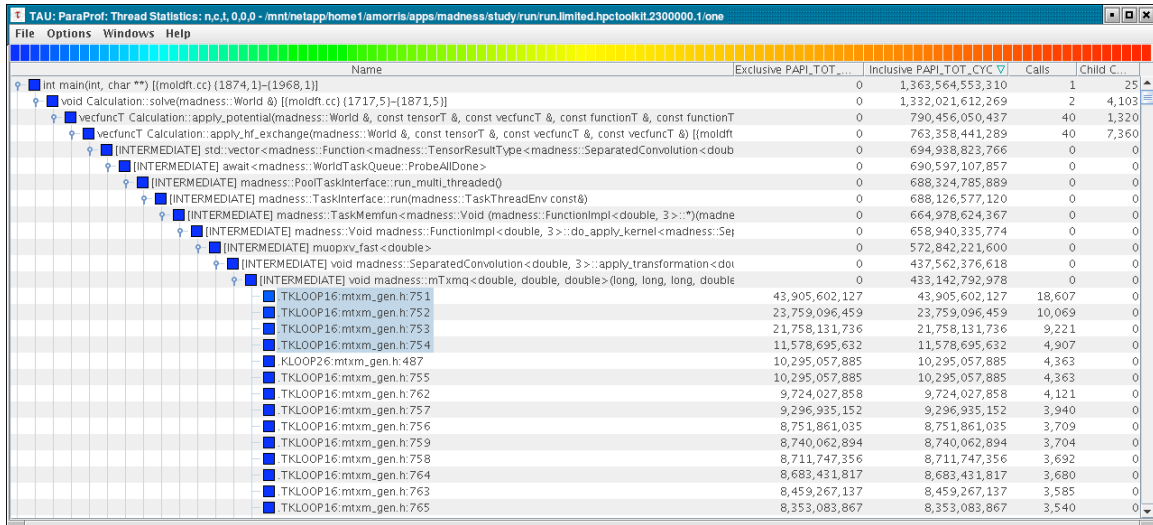 TAU: ParaProf: Thread Statistics: n,c,t, 0,0,0 - /mnt/netapp/home1/amorris/apps/madness/study/run/run.limited.hpctoolkit.2300000.1/one
File Options Windows Help
Name Exclusive PAPI_TOT_... Inclusive PAPI_TOT_CYC Calls Child C...
int main(int, char **) [{moldft.cc} {1874,1}-{1968,1}] 0 1,363,564,553,310 1 25
void Calculation::solve(madness::World &) [{moldft.cc} {1717,5}-{1871,5}] 0 1,332,021,612,269 2 4,103
vecfuncT Calculation::apply_potential(madness::World &, const tensorT &, const vecfuncT &, const functionT &, const functionT 0 790,456,050,437 40 1,320
vecfuncT Calculation::apply_hf_exchange(madness::World &, const tensorT &, const vecfuncT &, const vecfuncT &) [{moldft 0 763,358,441,289 40 7,360
[INTERMEDIATE] std::vector<madness::Function<madness::TensorResultType<madness::SeparatedConvolution<doub 0 694,938,823,766 0 0
[INTERMEDIATE] await<madness::WorldTaskQueue::ProbeAllDone> 0 690,597,107,857 0 0
[INTERMEDIATE] madness::PoolTaskInterface::run_multi_threaded() 0 688,324,785,889 0 0
[INTERMEDIATE] madness::TaskInterface::run(madness::TaskThreadEnv const&) 0 688,126,577,120 0 0
[INTERMEDIATE] madness::TaskMemfun<madness::Void (madness::FunctionImpl<double, 3>::*)(madne 0 664,978,624,367 0 0
[INTERMEDIATE] madness::Void madness::FunctionImpl<double, 3>::do_apply_kernel<madness::Sep 0 658,940,335,774 0 0
[INTERMEDIATE] muopxv_fast<double> 0 572,842,221,600 0 0
[INTERMEDIATE] void madness::SeparatedConvolution<double, 3>::apply_transformation<dou 0 437,562,376,618 0 0
[INTERMEDIATE] void madness::mTxmq<double, double, double>(long, long, long, double 0 433,142,792,978 0 0
.TKLOOP16:mtxm_gen.h:751 43,905,602,127 43,905,602,127 18,607 0
.TKLOOP16:mtxm_gen.h:752 23,759,096,459 23,759,096,459 10,069 0
.TKLOOP16:mtxm_gen.h:753 21,758,131,736 21,758,131,736 9,221 0
.TKLOOP16:mtxm_gen.h:754 11,578,695,632 11,578,695,632 4,907 0
.KLOOP26:mtxm_gen.h:487 10,295,057,885 10,295,057,885 4,363 0
.TKLOOP16:mtxm_gen.h:755 10,295,057,885 10,295,057,885 4,363 0
.TKLOOP16:mtxm_gen.h:762 9,724,027,858 9,724,027,858 4,121 0
.TKLOOP16:mtxm_gen.h:757 9,296,935,152 9,296,935,152 3,940 0
.TKLOOP16:mtxm_gen.h:756 8,751,861,035 8,751,861,035 3,709 0
.TKLOOP16:mtxm_gen.h:759 8,740,062,894 8,740,062,894 3,704 0
.TKLOOP16:mtxm_gen.h:758 8,711,747,356 8,711,747,356 3,692 0
.TKLOOP16:mtxm_gen.h:764 8,683,431,817 8,683,431,817 3,680 0
.TKLOOP16:mtxm_gen.h:763 8,459,267,137 8,459,267,137 3,585 0
.TKLOOP16:mtxm_gen.h:765 8,353,083,867 8,353,083,867 3,540 0